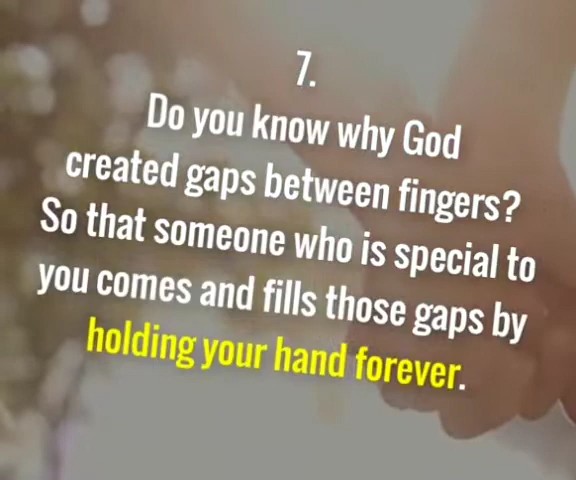 7.
Do you know why God
created gaps between fingers?
So that someone who is special to
you comes and fills those gaps by
holding your hand forever.